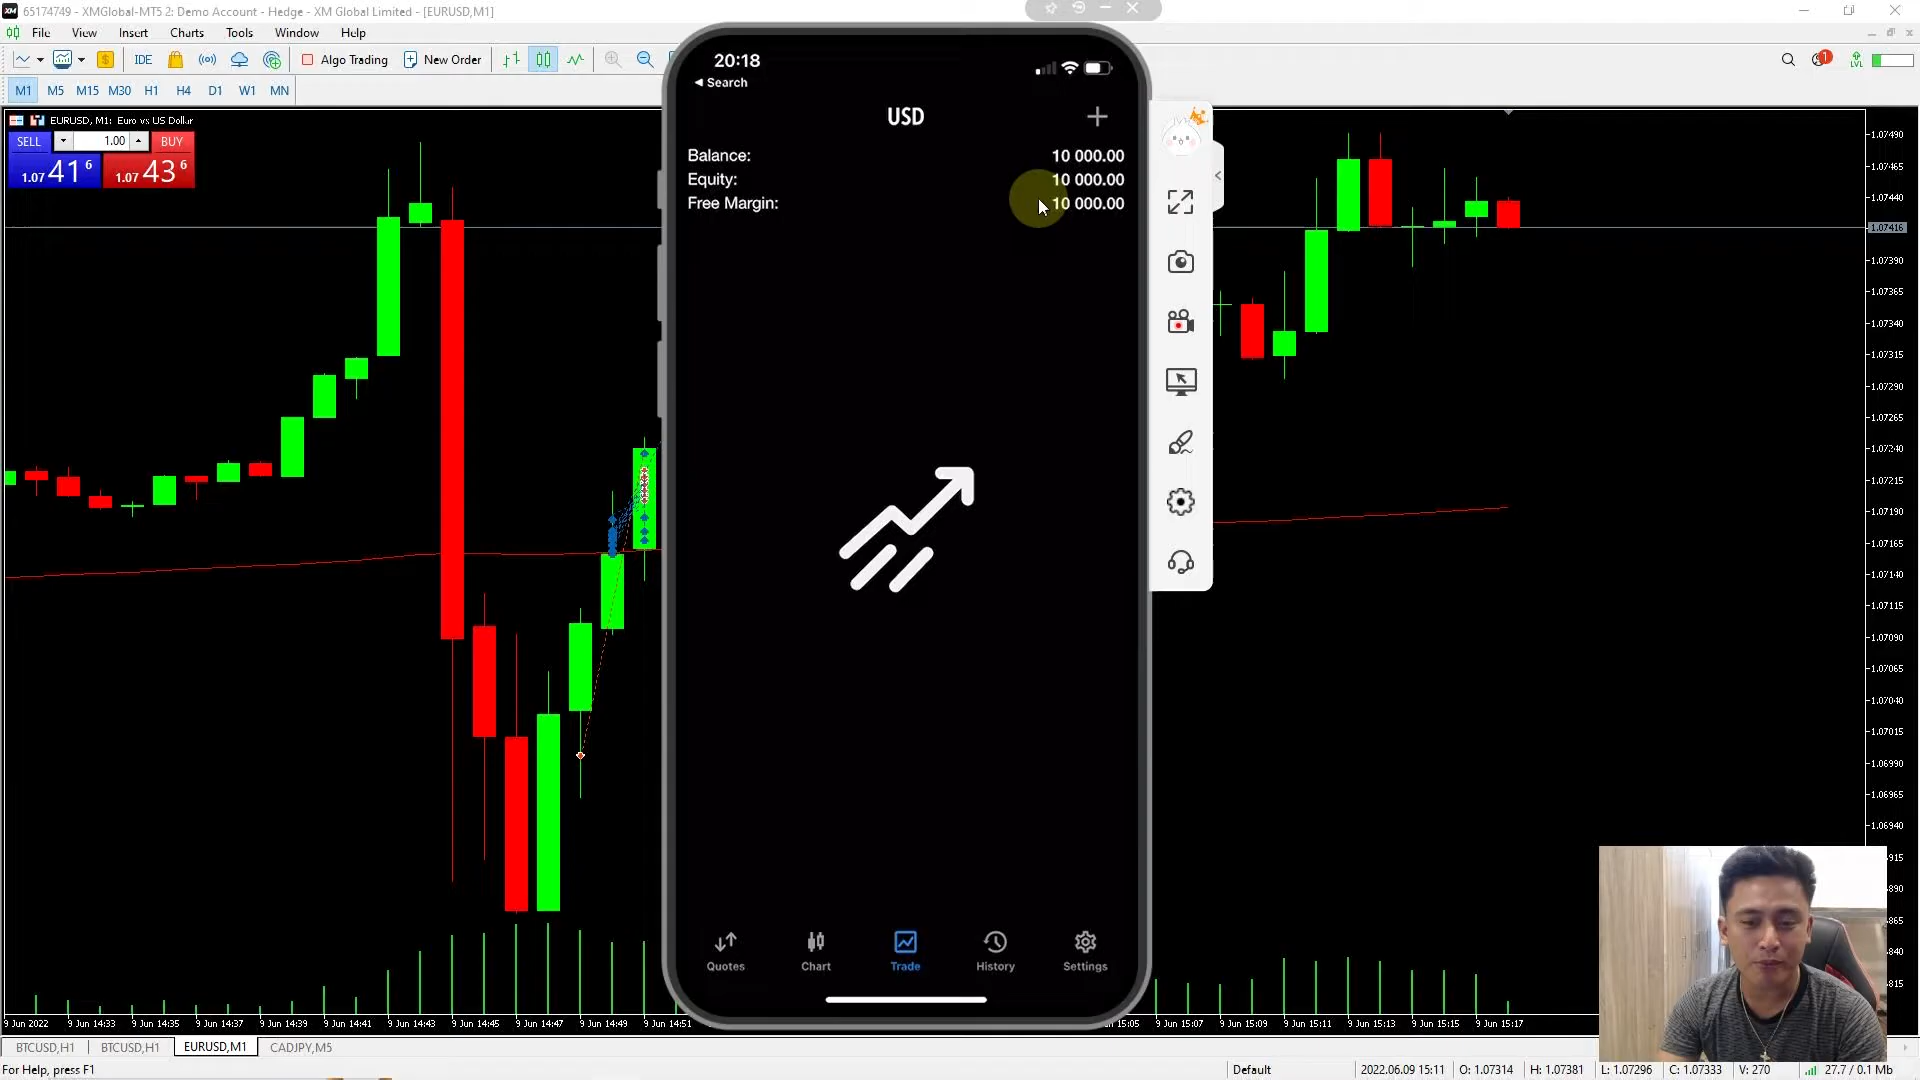 65174749 - XMGlobal-MT5 2: Demo Account - Hedge - XM Global Limited - [EURUSD,M1]
File View Insert Charts Tools Window Help
IDE Algo Trading New Order 1 LVL
M1 M5 M15 M30 H1 H4 D1 W1 MN
EURUSD, M1: Euro vs US Dollar
SELL 1.00 BUY
1.07 41 6 1.07 43 6
20:18
Search
USD
Balance: 10 000.00
Equity: 10 000.00
Free Margin: 10 000.00
Quotes Chart Trade History Settings
1.07490
1.07465
1.07440
1.07416
1.07390
1.07365
1.07340
1.07315
1.07290
1.07265
1.07240
1.07215
1.07190
1.07165
1.07140
1.07115
1.07090
1.07065
1.07040
1.07015
1.06990
1.06965
1.06940
915
890
865
840
815
9 Jun 2022 9 Jun 14:33 9 Jun 14:35 9 Jun 14:37 9 Jun 14:39 9 Jun 14:41 9 Jun 14:43 9 Jun 14:45 9 Jun 14:47 9 Jun 14:49 9 Jun 14:51 15:05 9 Jun 15:07 9 Jun 15:09 9 Jun 15:11 9 Jun 15:13 9 Jun 15:15 9 Jun 15:17
BTCUSD,H1 BTCUSD,H1 EURUSD,M1 CADJPY,M5
For Help, press F1 Default 2022.06.09 15:11 O: 1.07314 H: 1.07381 L: 1.07296 C: 1.07333 V: 270 27.7 / 0.1 Mb